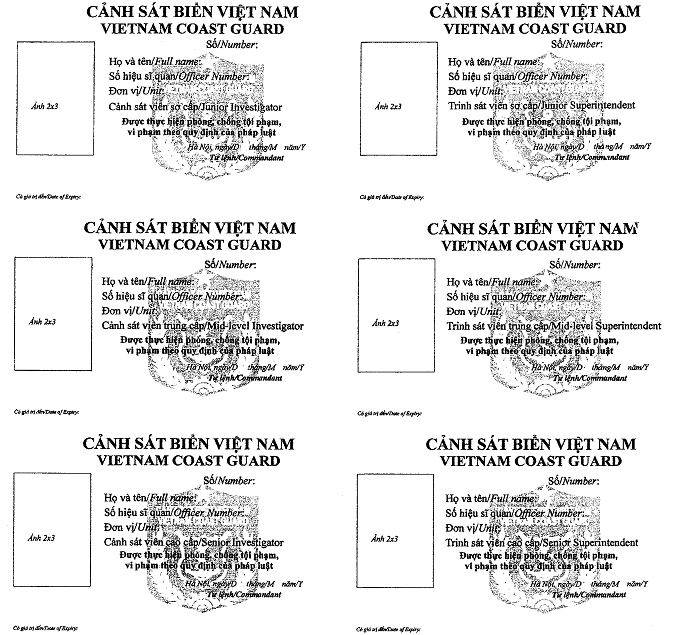 CẢNH SÁT BIỂN VIỆT NAM
VIETNAM COAST GUARD
Số/Number:
Họ và tên/Full name:
Số hiệu sĩ quan/Officer Number:
Đơn vị/Unit:
Ảnh 2x3
Cảnh sát viên sơ cấp/Junior Investigator
Được thực hiện phòng, chống tội phạm,
vi phạm theo quy định của pháp luật
Hà Nội, ngày/D tháng/M năm/Y
Tư lệnh/Commandant
Có giá trị đến/Date of Expiry:
CẢNH SÁT BIỂN VIỆT NAM
VIETNAM COAST GUARD
Số/Number:
Họ và tên/Full name:
Số hiệu sĩ quan/Officer Number:
Đơn vị/Unit:
Ảnh 2x3
Trinh sát viên sơ cấp/Junior Superintendent
Được thực hiện phòng, chống tội phạm,
vi phạm theo quy định của pháp luật
Hà Nội, ngày/D tháng/M năm/Y
Tư lệnh/Commandant
Có giá trị đến/Date of Expiry:
CẢNH SÁT BIỂN VIỆT NAM
VIETNAM COAST GUARD
Số/Number:
Họ và tên/Full name:
Số hiệu sĩ quan/Officer Number:
Đơn vị/Unit:
Ảnh 2x3
Cảnh sát viên trung cấp/Mid-level Investigator
Được thực hiện phòng, chống tội phạm,
vi phạm theo quy định của pháp luật
Hà Nội, ngày/D tháng/M năm/Y
Tư lệnh/Commandant
Có giá trị đến/Date of Expiry:
CẢNH SÁT BIỂN VIỆT NAM
VIETNAM COAST GUARD
Số/Number:
Họ và tên/Full name:
Số hiệu sĩ quan/Officer Number:
Đơn vị/Unit:
Ảnh 2x3
Trinh sát viên trung cấp/Mid-level Superintendent
Được thực hiện phòng, chống tội phạm,
vi phạm theo quy định của pháp luật
Hà Nội, ngày/D tháng/M năm/Y
Tư lệnh/Commandant
Có giá trị đến/Date of Expiry:
CẢNH SÁT BIỂN VIỆT NAM
VIETNAM COAST GUARD
Số/Number:
Họ và tên/Full name:
Số hiệu sĩ quan/Officer Number:
Đơn vị/Unit:
Ảnh 2x3
Cảnh sát viên cao cấp/Senior Investigator
Được thực hiện phòng, chống tội phạm,
vi phạm theo quy định của pháp luật
Hà Nội, ngày/D tháng/M năm/Y
Tư lệnh/Commandant
Có giá trị đến/Date of Expiry:
CẢNH SÁT BIỂN VIỆT NAM
VIETNAM COAST GUARD
Số/Number:
Họ và tên/Full name:
Số hiệu sĩ quan/Officer Number:
Đơn vị/Unit:
Ảnh 2x3
Trinh sát viên cao cấp/Senior Superintendent
Được thực hiện phòng, chống tội phạm,
vi phạm theo quy định của pháp luật
Hà Nội, ngày/D tháng/M năm/Y
Tư lệnh/Commandant
Có giá trị đến/Date of Expiry: